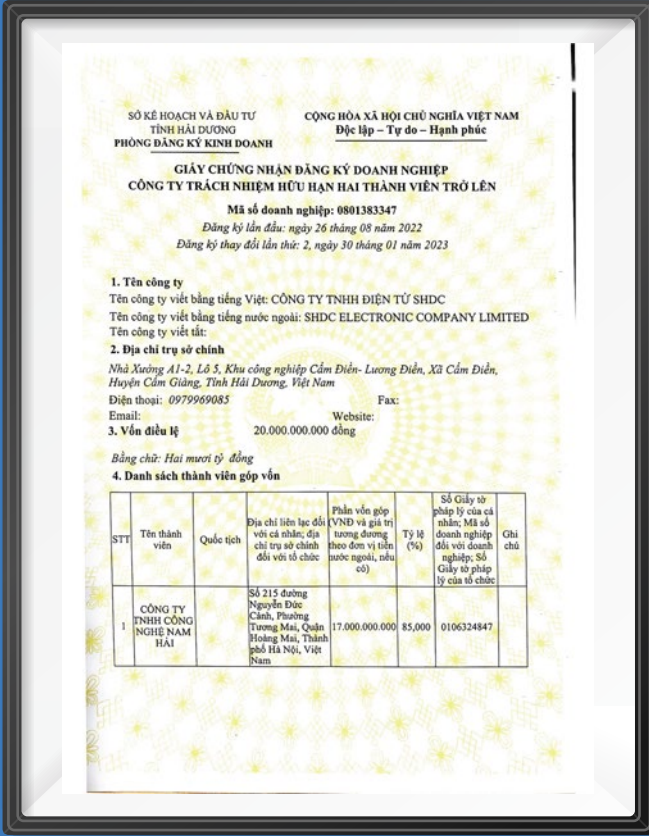 SỞ KẾ HOẠCH VÀ ĐẦU TƯ
TỈNH HẢI DƯƠNG
PHÒNG ĐĂNG KÝ KINH DOANH
CỘNG HÒA XÃ HỘI CHỦ NGHĨA VIỆT NAM
Độc lập – Tự do – Hạnh phúc
GIẤY CHỨNG NHẬN ĐĂNG KÝ DOANH NGHIỆP
CÔNG TY TRÁCH NHIỆM HỮU HẠN HAI THÀNH VIÊN TRỞ LÊN
Mã số doanh nghiệp: 0801383347
Đăng ký lần đầu: ngày 26 tháng 08 năm 2022
Đăng ký thay đổi lần thứ: 2, ngày 30 tháng 01 năm 2023
1. Tên công ty
Tên công ty viết bằng tiếng Việt: CÔNG TY TNHH ĐIỆN TỬ SHDC
Tên công ty viết bằng tiếng nước ngoài: SHDC ELECTRONIC COMPANY LIMITED
Tên công ty viết tắt:
2. Địa chỉ trụ sở chính
Nhà Xưởng A1-2, Lô 5, Khu công nghiệp Cẩm Điền- Lương Điền, Xã Cẩm Điền,
Huyện Cẩm Giàng, Tỉnh Hải Dương, Việt Nam
Điện thoại: 0979969085 Fax:
Email: Website:
3. Vốn điều lệ 20.000.000.000 đồng
Bằng chữ: Hai mươi tỷ đồng
4. Danh sách thành viên góp vốn
STT
Tên thành
viên
Quốc tịch
Địa chỉ liên lạc đối
với cá nhân; địa
chỉ trụ sở chính
đối với tổ chức
Phần vốn góp
(VNĐ và giá trị
tương đương
theo đơn vị tiền
nước ngoài, nếu
có)
Tỷ lệ
(%)
Số Giấy tờ
pháp lý của cá
nhân; Mã số
doanh nghiệp
đối với doanh
nghiệp; Số
Giấy tờ pháp
lý của tổ chức
Ghi
chú
1
CÔNG TY
TNHH CÔNG
NGHỆ NAM
HẢI
Số 215 đường
Nguyễn Đức
Cảnh, Phường
Tương Mai, Quận
Hoàng Mai, Thành
phố Hà Nội, Việt
Nam
17.000.000.000
85,000
0106324847